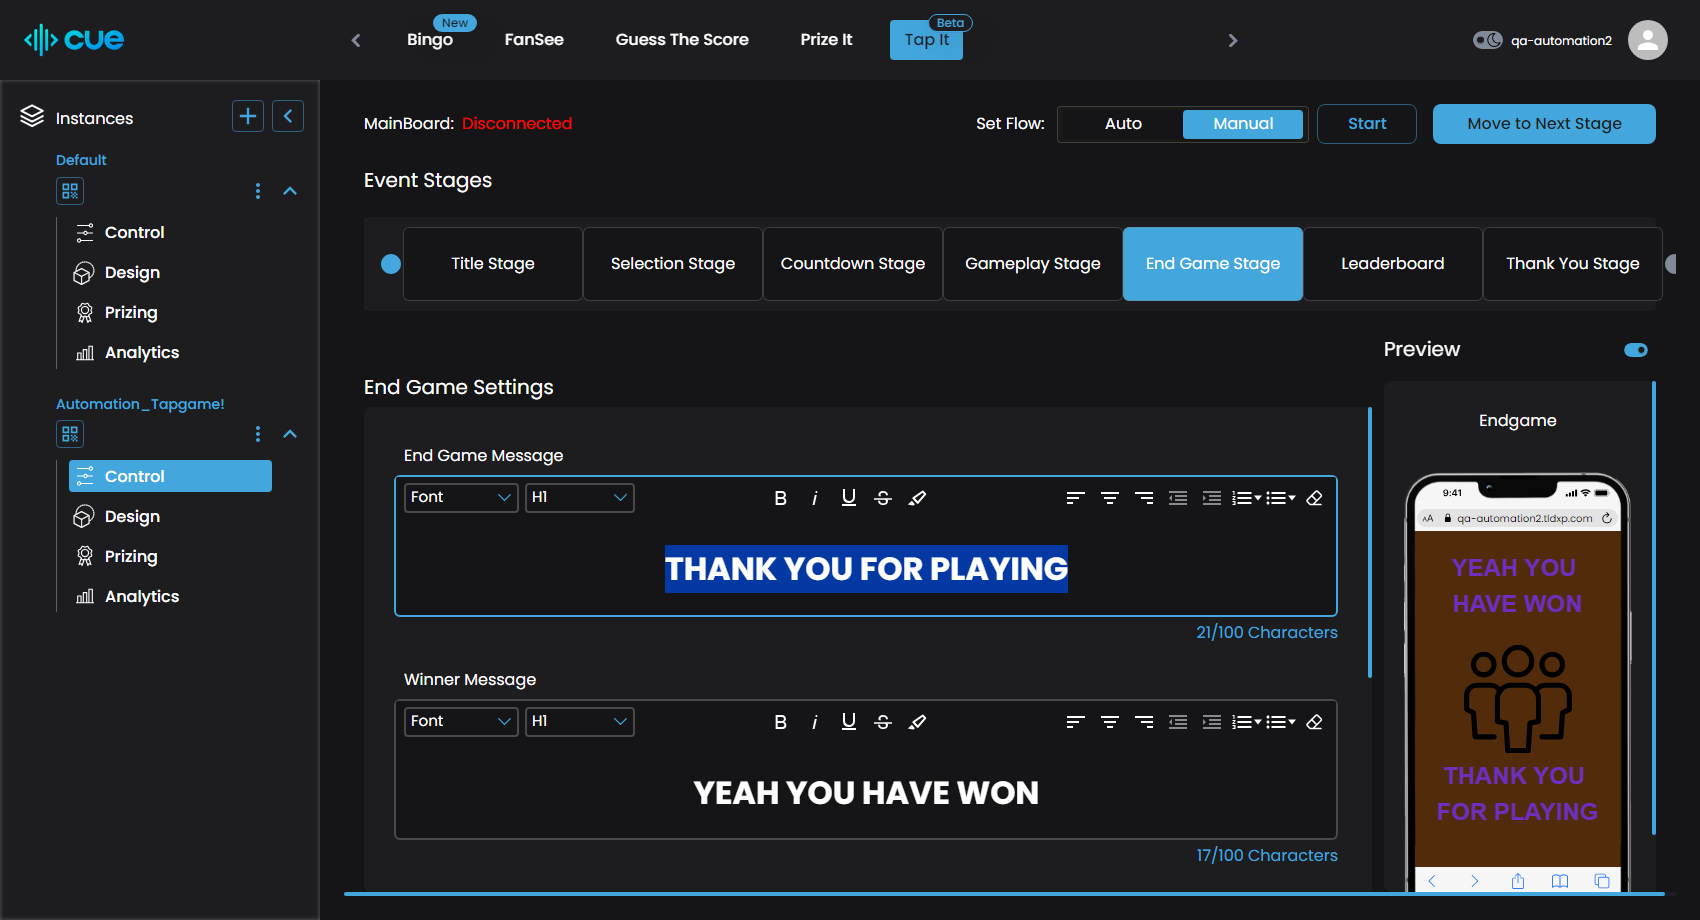 cue
Bingo
New
FanSee
Guess The Score
Prize It
Tap It
Beta
qa-automation2
Instances
Default
Control
Design
Prizing
Analytics
Automation_Tapgame!
Control
Design
Prizing
Analytics
MainBoard: Disconnected
Set Flow:
Auto
Manual
Start
Move to Next Stage
Event Stages
Title Stage
Selection Stage
Countdown Stage
Gameplay Stage
End Game Stage
Leaderboard
Thank You Stage
End Game Settings
End Game Message
Font
H1
B
i
U
S
THANK YOU FOR PLAYING
21/100 Characters
Winner Message
Font
H1
B
i
U
S
YEAH YOU HAVE WON
17/100 Characters
Preview
Endgame
9:41
AA
qa-automation2.tldxp.com
YEAH YOU
HAVE WON
THANK YOU
FOR PLAYING